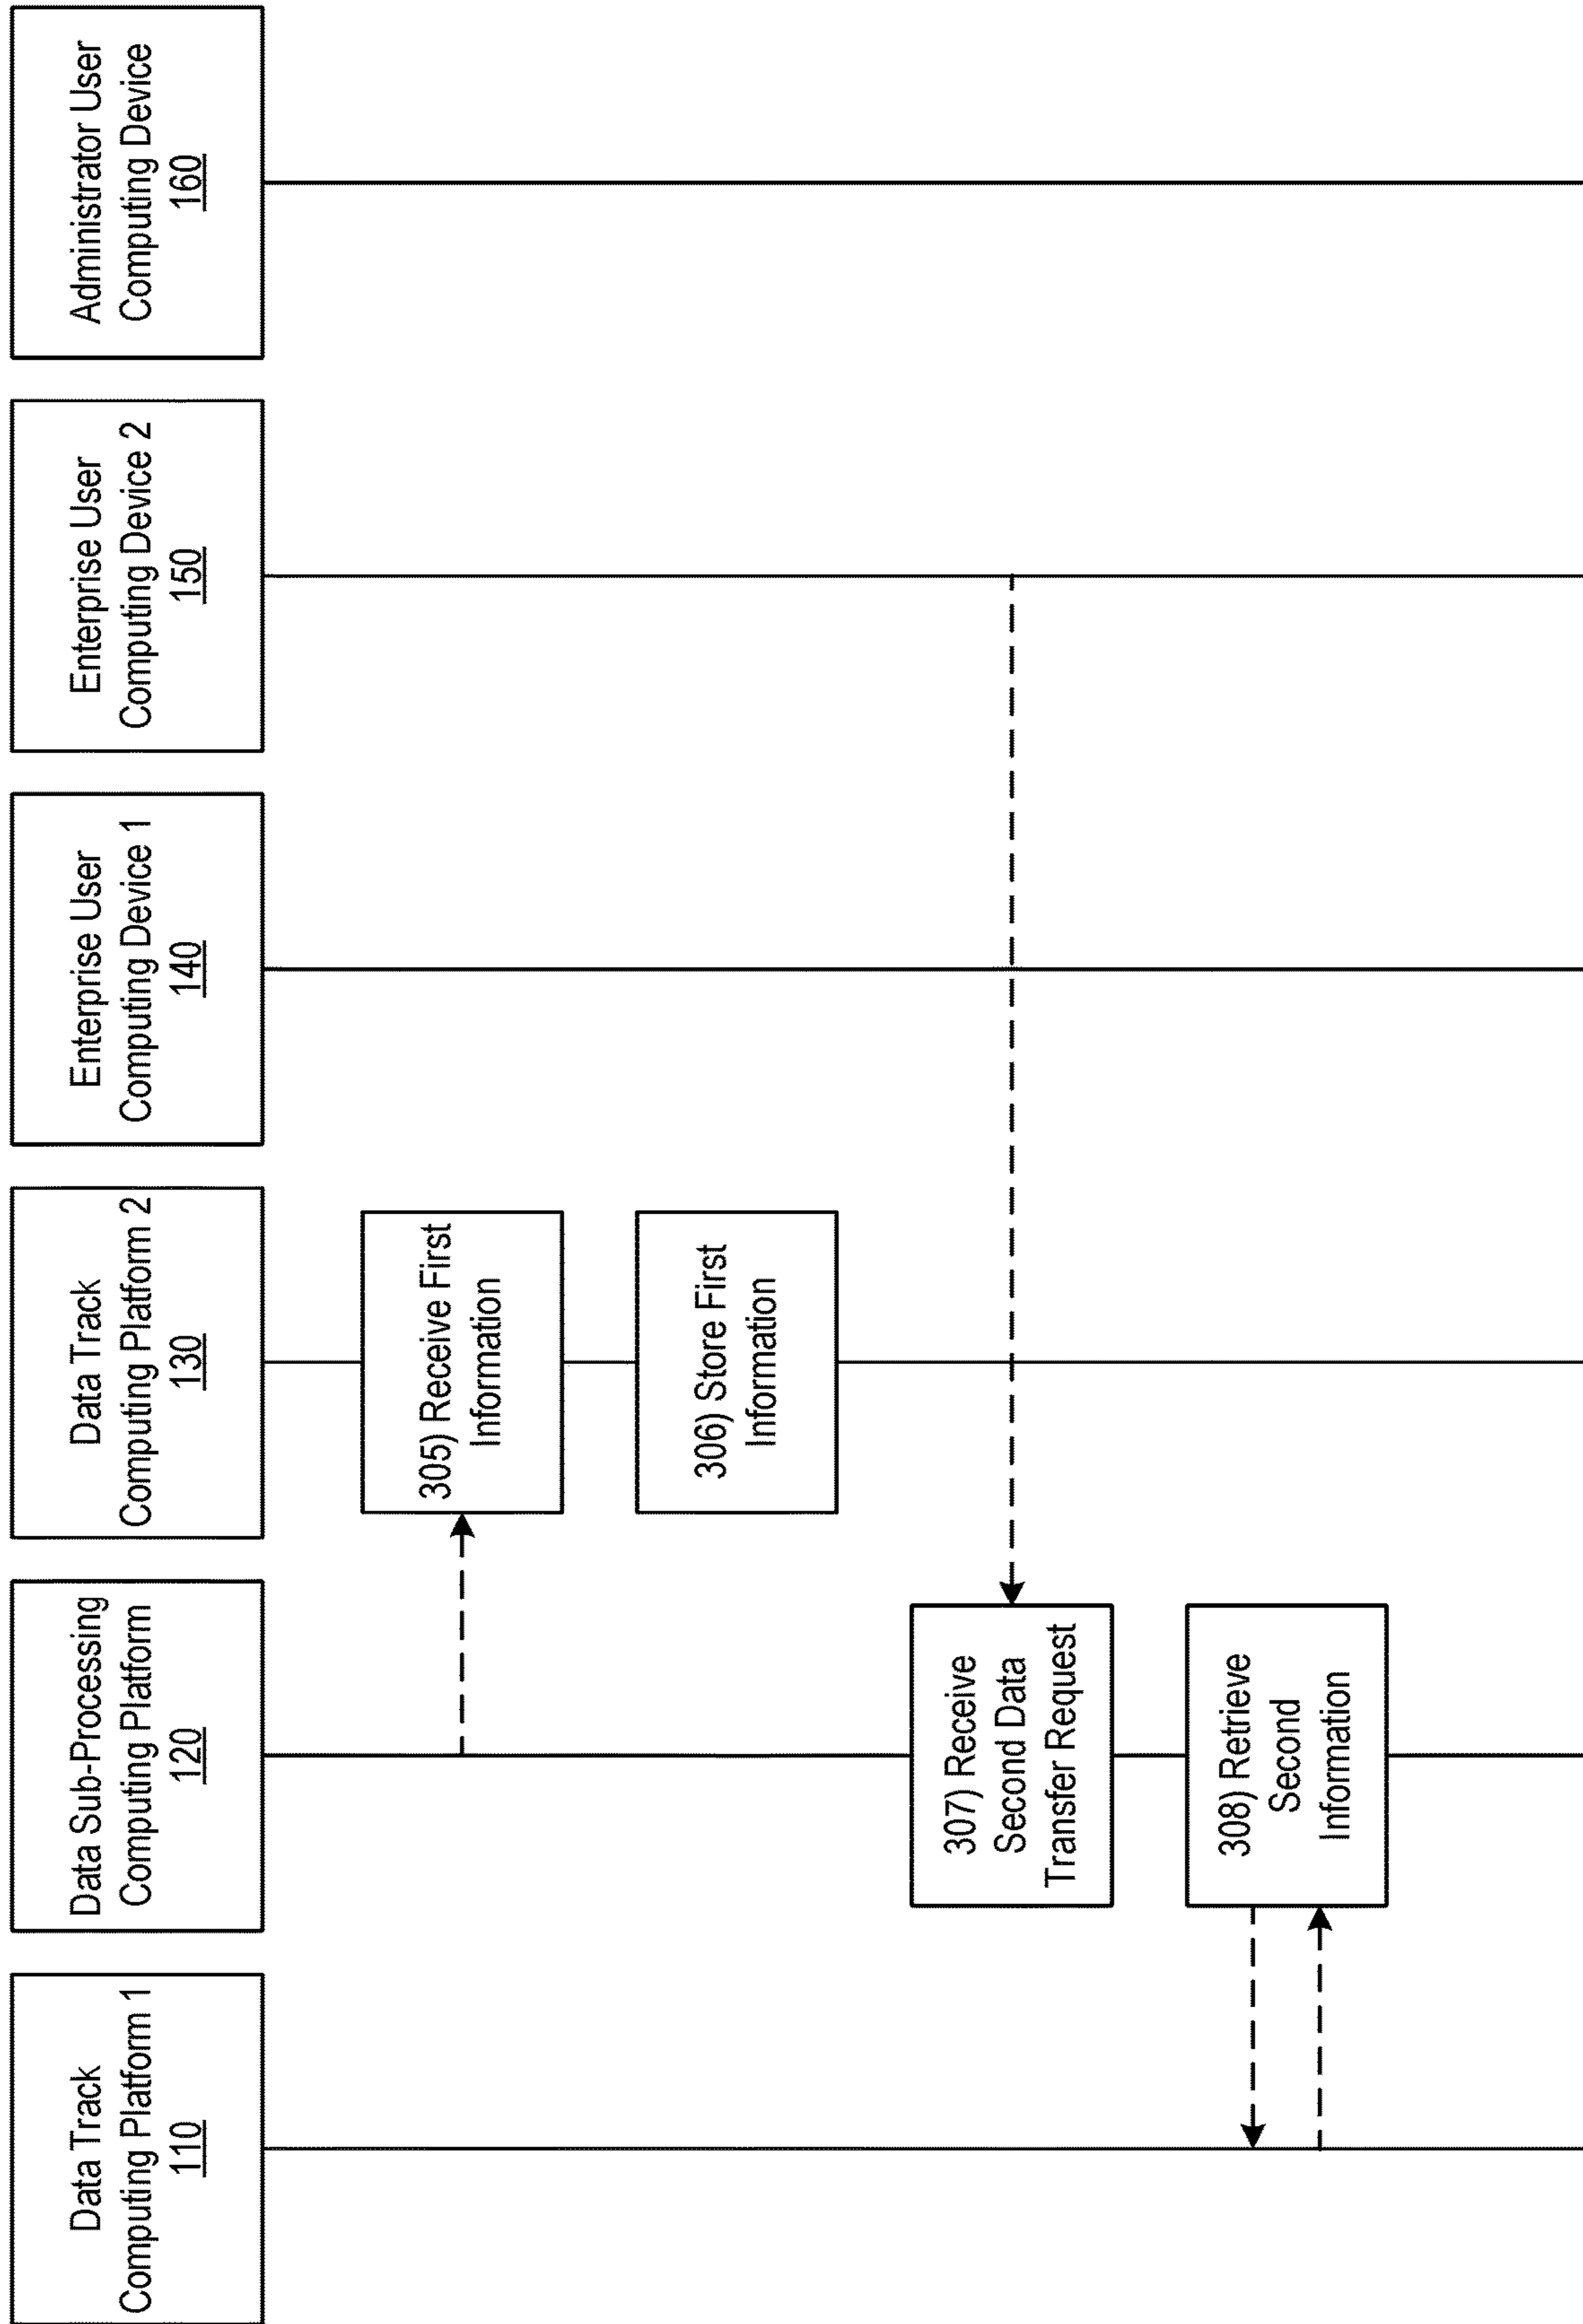 Data Track
Computing Platform 1
110
Data Sub-Processing
Computing Platform
120
Data Track
Computing Platform 2
130
Enterprise User
Computing Device 1
140
Enterprise User
Computing Device 2
150
Administrator User
Computing Device
160
305) Receive First
Information
306) Store First
Information
307) Receive
Second Data
Transfer Request
308) Retrieve
Second
Information